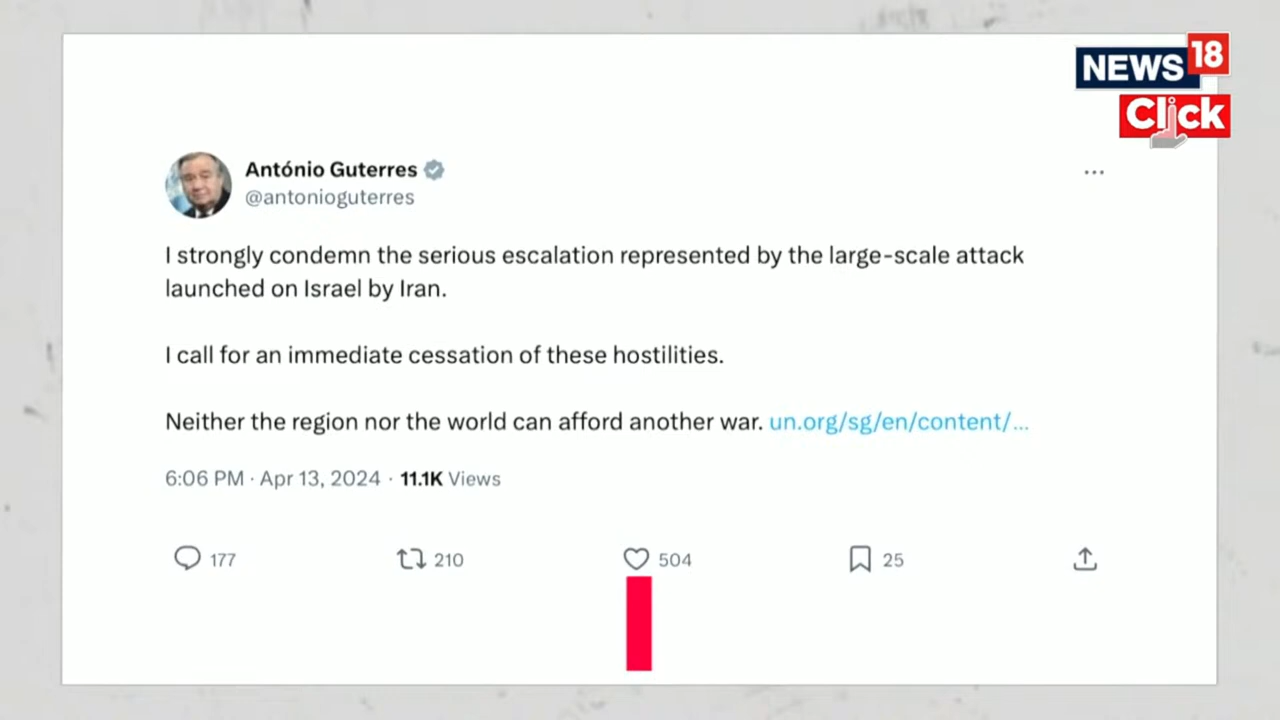 NEWS 18
Click
António Guterres
@antonioguterres
I strongly condemn the serious escalation represented by the large-scale attack
launched on Israel by Iran.
I call for an immediate cessation of these hostilities.
Neither the region nor the world can afford another war. un.org/sg/en/content/...
6:06 PM · Apr 13, 2024 · 11.1K Views
177 210 504 25